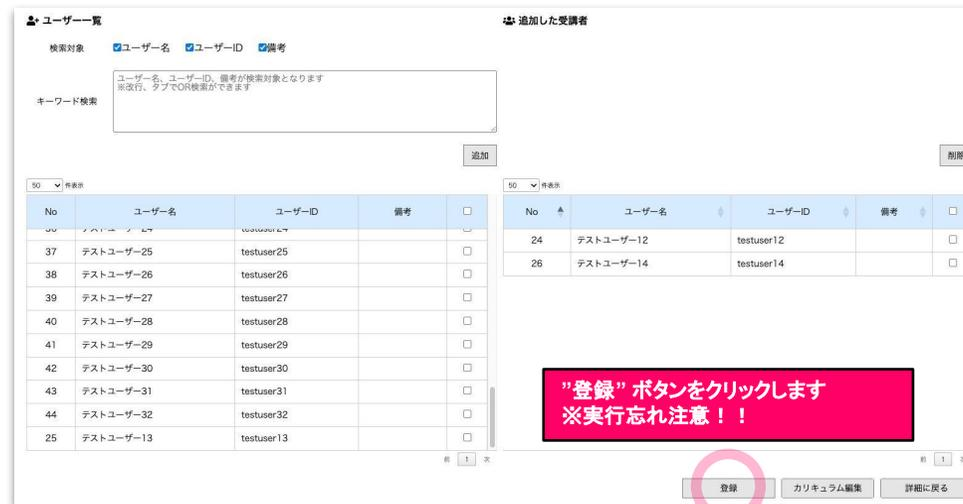 ユーザー一覧
検索対象 ユーザー名 ユーザーID 備考
キーワード検索
ユーザー名、ユーザーID、備考が検索対象となります
※改行、タブでOR検索ができます
追加
50 件表示
No ユーザー名 ユーザーID 備考
37 テストユーザー25 testuser25
38 テストユーザー26 testuser26
39 テストユーザー27 testuser27
40 テストユーザー28 testuser28
41 テストユーザー29 testuser29
42 テストユーザー30 testuser30
43 テストユーザー31 testuser31
44 テストユーザー32 testuser32
25 テストユーザー13 testuser13
前 1 次
追加した受講者
削除
50 件表示
No ユーザー名 ユーザーID 備考
24 テストユーザー12 testuser12
26 テストユーザー14 testuser14
”登録” ボタンをクリックします
※実行忘れ注意！！
前 1
登録 カリキュラム編集 詳細に戻る